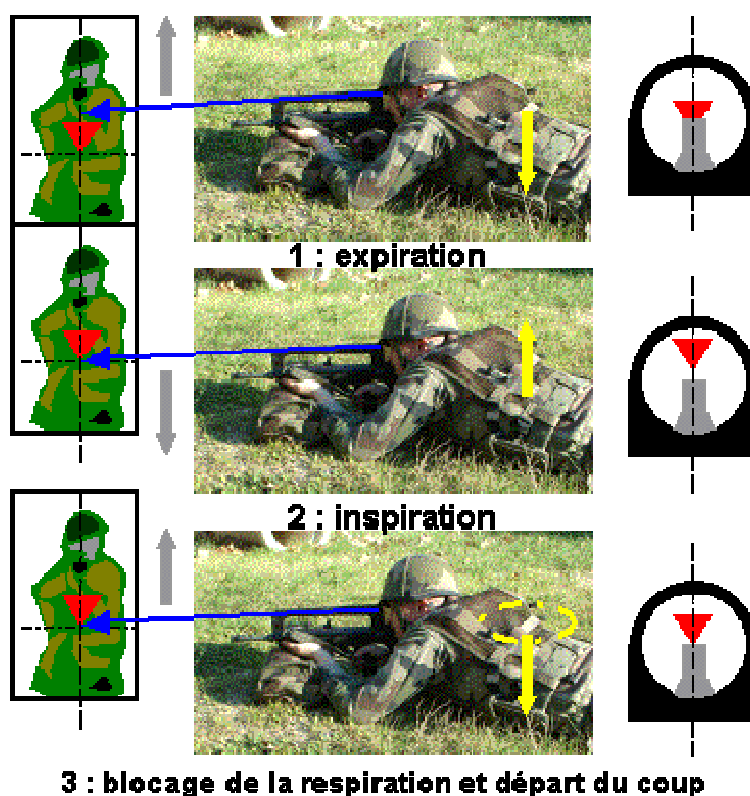 1 : expiration
2 : inspiration
3 : blocage de la respiration et départ du coup